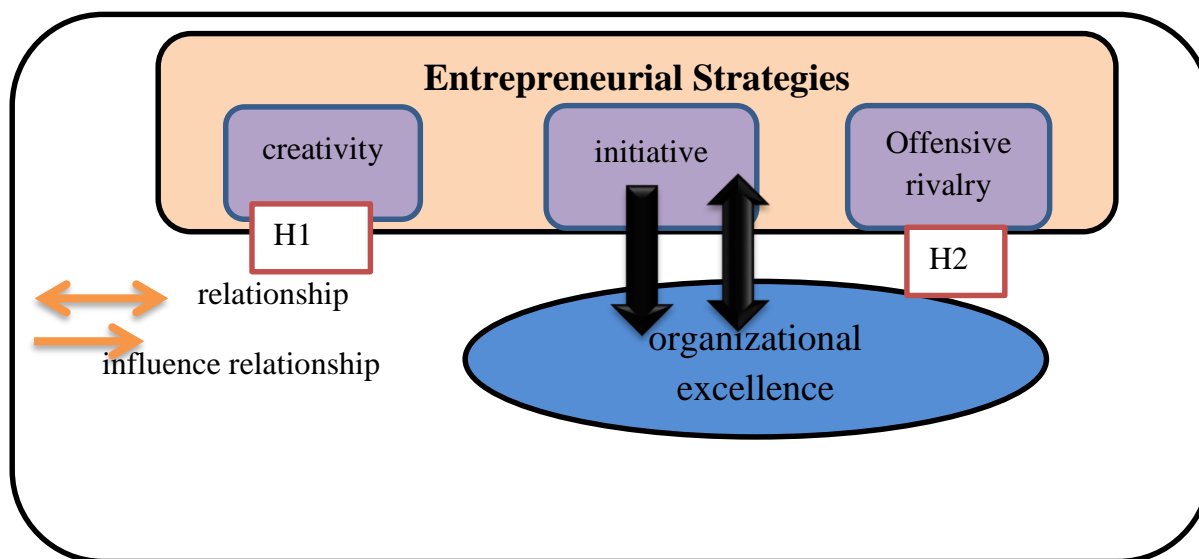 Entrepreneurial Strategies
creativity
initiative
Offensive
rivalry
H1
H2
relationship
influence relationship
organizational
excellence